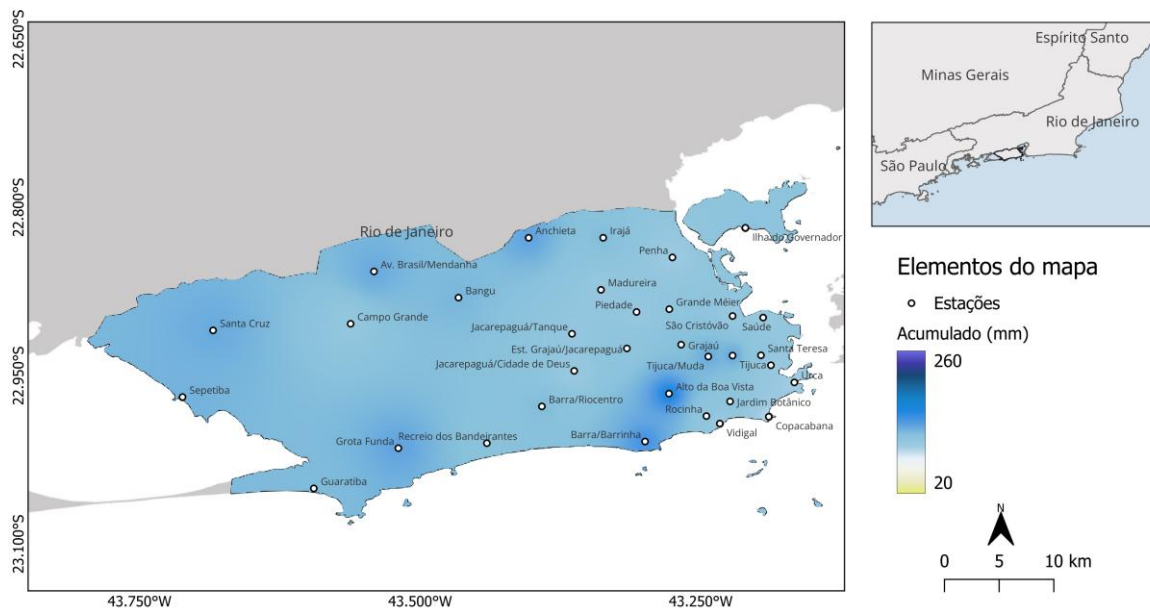 22.650°S
22.800°S
22.950°S
23.100°S
43.750°W
43.500°W
43.250°W
Rio de Janeiro
Anchieta
Irajá
Ilha do Governador
Penha
Av. Brasil/Mendanha
Bangu
Madureira
Piedade
Grande Méier
Santa Cruz
Campo Grande
Jacarepaguá/Tanque
São Cristóvão
Saúde
Est. Grajaú/Jacarepaguá
Grajaú
Santa Teresa
Jacarepaguá/Cidade de Deus
Tijuca/Muda
Tijuca
Urca
Sepetiba
Alto da Boa Vista
Barra/Riocentro
Jardim Botânico
Rocinha
Copacabana
Vidigal
Grota Funda
Recreio dos Bandeirantes
Barra/Barrinha
Guaratiba
Espírito Santo
Minas Gerais
Rio de Janeiro
São Paulo
Elementos do mapa
Estações
Acumulado (mm)
260
20
N
0 5 10 km